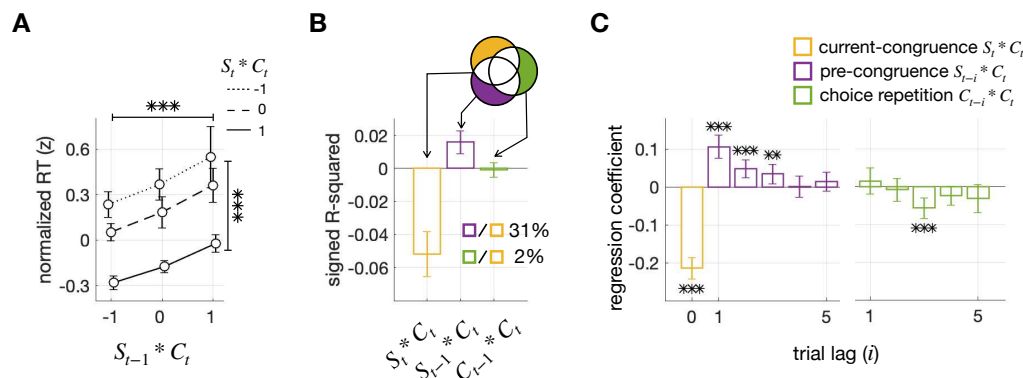 A
S_t * C_t
-1
0
1
***
***
normalized RT (z)
0.6
0.3
0
-0.3
-1 0 1
S_{t-1} * C_t
B
signed R-squared
0.02
0
-0.02
-0.04
-0.06
/ 31%
/ 2%
S_t * C_t
S_{t-1} * C_t
C_{t-1} * C_t
C
current-congruence S_t * C_t
pre-congruence S_{t-i} * C_t
choice repetition C_{t-i} * C_t
regression coefficient
0.1
0
-0.1
-0.2
***
***
***
**
***
0 1 5
1 5
trial lag (i)